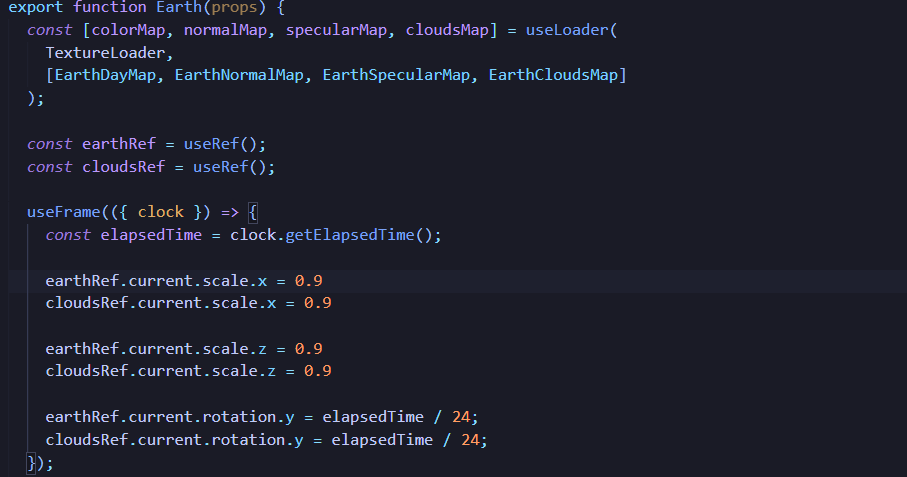 export function Earth(props) {
const [colorMap, normalMap, specularMap, cloudsMap] = useLoader(
TextureLoader,
[EarthDayMap, EarthNormalMap, EarthSpecularMap, EarthCloudsMap]
);
const earthRef = useRef();
const cloudsRef = useRef();
useFrame(({ clock }) => {
const elapsedTime = clock.getElapsedTime();
earthRef.current.scale.x = 0.9
cloudsRef.current.scale.x = 0.9
earthRef.current.scale.z = 0.9
cloudsRef.current.scale.z = 0.9
earthRef.current.rotation.y = elapsedTime / 24;
cloudsRef.current.rotation.y = elapsedTime / 24;
});